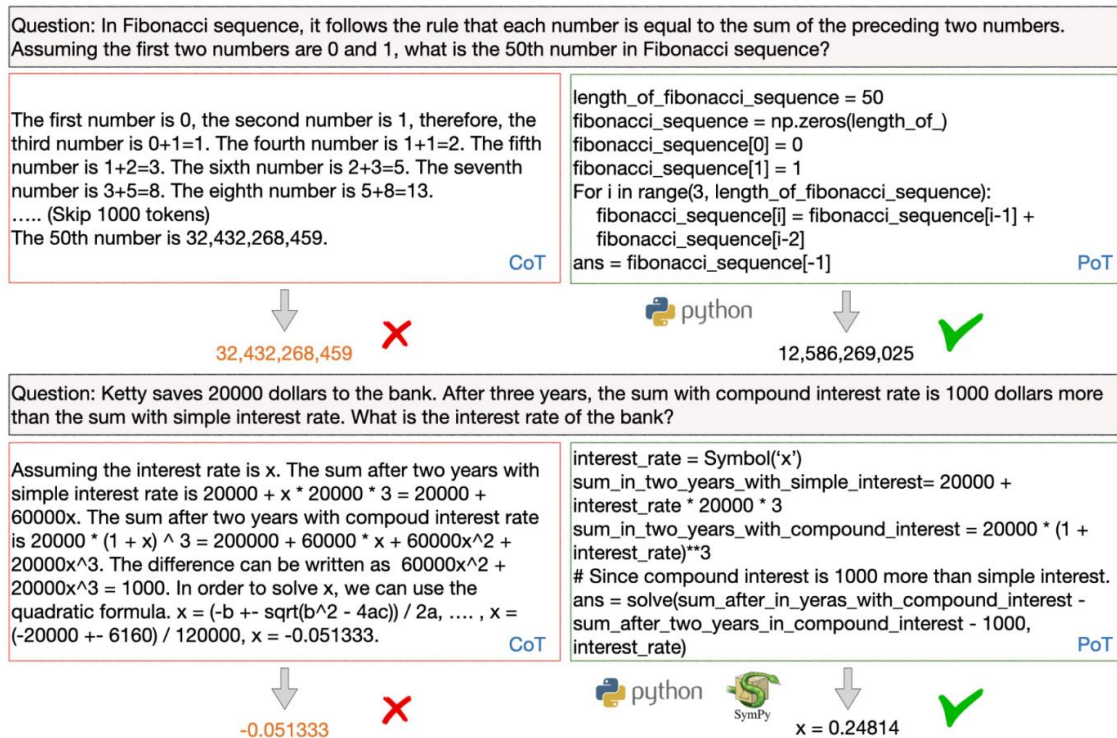 Question: In Fibonacci sequence, it follows the rule that each number is equal to the sum of the preceding two numbers.
Assuming the first two numbers are 0 and 1, what is the 50th number in Fibonacci sequence?
The first number is 0, the second number is 1, therefore, the
third number is 0+1=1. The fourth number is 1+1=2. The fifth
number is 1+2=3. The sixth number is 2+3=5. The seventh
number is 3+5=8. The eighth number is 5+8=13.
..... (Skip 1000 tokens)
The 50th number is 32,432,268,459.
CoT
length_of_fibonacci_sequence = 50
fibonacci_sequence = np.zeros(length_of_)
fibonacci_sequence[0] = 0
fibonacci_sequence[1] = 1
For i in range(3, length_of_fibonacci_sequence):
fibonacci_sequence[i] = fibonacci_sequence[i-1] +
fibonacci_sequence[i-2]
ans = fibonacci_sequence[-1]
PoT
32,432,268,459
python
12,586,269,025
Question: Ketty saves 20000 dollars to the bank. After three years, the sum with compound interest rate is 1000 dollars more
than the sum with simple interest rate. What is the interest rate of the bank?
Assuming the interest rate is x. The sum after two years with
simple interest rate is 20000 + x * 20000 * 3 = 20000 +
60000x. The sum after two years with compoud interest rate
is 20000 * (1 + x) ^ 3 = 200000 + 60000 * x + 60000x^2 +
20000x^3. The difference can be written as 60000x^2 +
20000x^3 = 1000. In order to solve x, we can use the
quadratic formula. x = (-b +- sqrt(b^2 - 4ac)) / 2a, .... , x =
(-20000 +- 6160) / 120000, x = -0.051333.
CoT
interest_rate = Symbol(‘x’)
sum_in_two_years_with_simple_interest= 20000 +
interest_rate * 20000 * 3
sum_in_two_years_with_compound_interest = 20000 * (1 +
interest_rate)**3
# Since compound interest is 1000 more than simple interest.
ans = solve(sum_after_in_yeras_with_compound_interest -
sum_after_two_years_in_compound_interest - 1000,
interest_rate)
PoT
-0.051333
python
SymPy
x = 0.24814